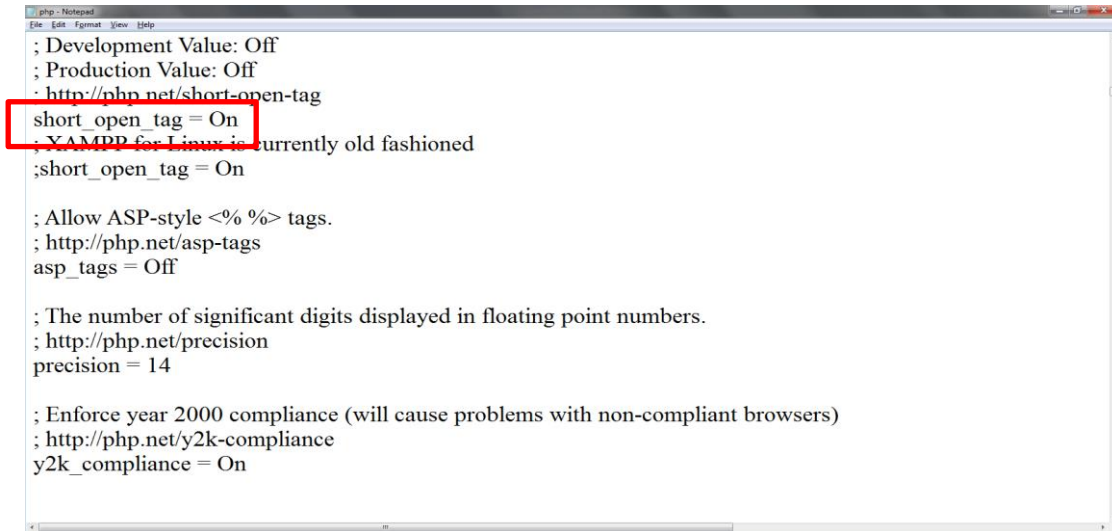 php - Notepad
File Edit Format View Help
; Development Value: Off
; Production Value: Off
; http://php.net/short-open-tag
short_open_tag = On
; XAMPP for Linux is currently old fashioned
;short_open_tag = On
; Allow ASP-style <% %> tags.
; http://php.net/asp-tags
asp_tags = Off
; The number of significant digits displayed in floating point numbers.
; http://php.net/precision
precision = 14
; Enforce year 2000 compliance (will cause problems with non-compliant browsers)
; http://php.net/y2k-compliance
y2k_compliance = On